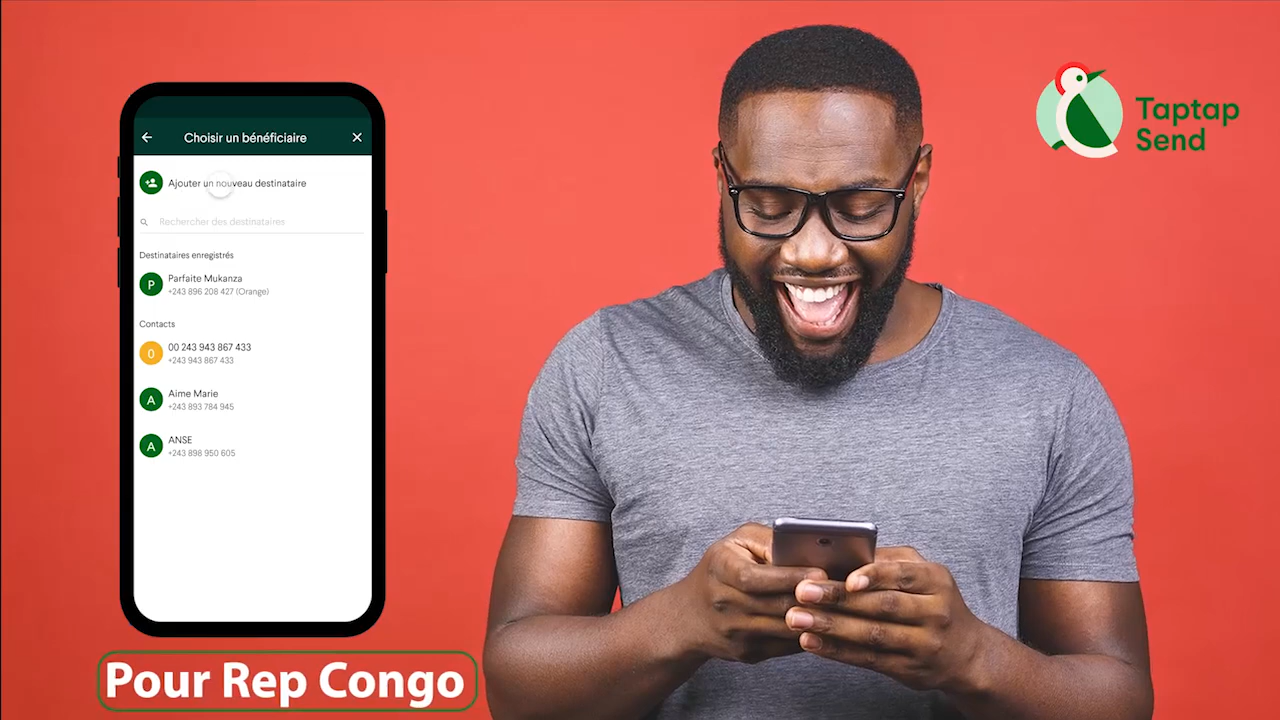 Choisir un bénéficiaire
Ajouter un nouveau destinataire
Rechercher des destinataires
Destinataires enregistrés
P
Parfaite Mukanza
+243 896 208 427 (Orange)
Contacts
0
00 243 943 867 433
+243 943 867 433
A
Aime Marie
+243 893 784 945
A
ANSE
+243 898 950 605
Pour Rep Congo
Taptap
Send